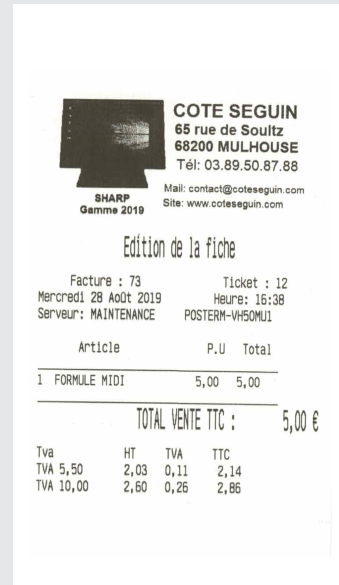 COTE SEGUIN
65 rue de Soultz
68200 MULHOUSE
Tél: 03.89.50.87.88
Mail: contact@coteseguin.com
Site: www.coteseguin.com
SHARP
Gamme 2019
Edition de la fiche
Facture : 73 Ticket : 12
Mercredi 28 Août 2019 Heure: 16:38
Serveur: MAINTENANCE POSTERM-VH50MU1
Article P.U Total
1 FORMULE MIDI 5,00 5,00
TOTAL VENTE TTC : 5,00 €
Tva HT TVA TTC
TVA 5,50 2,03 0,11 2,14
TVA 10,00 2,60 0,26 2,86